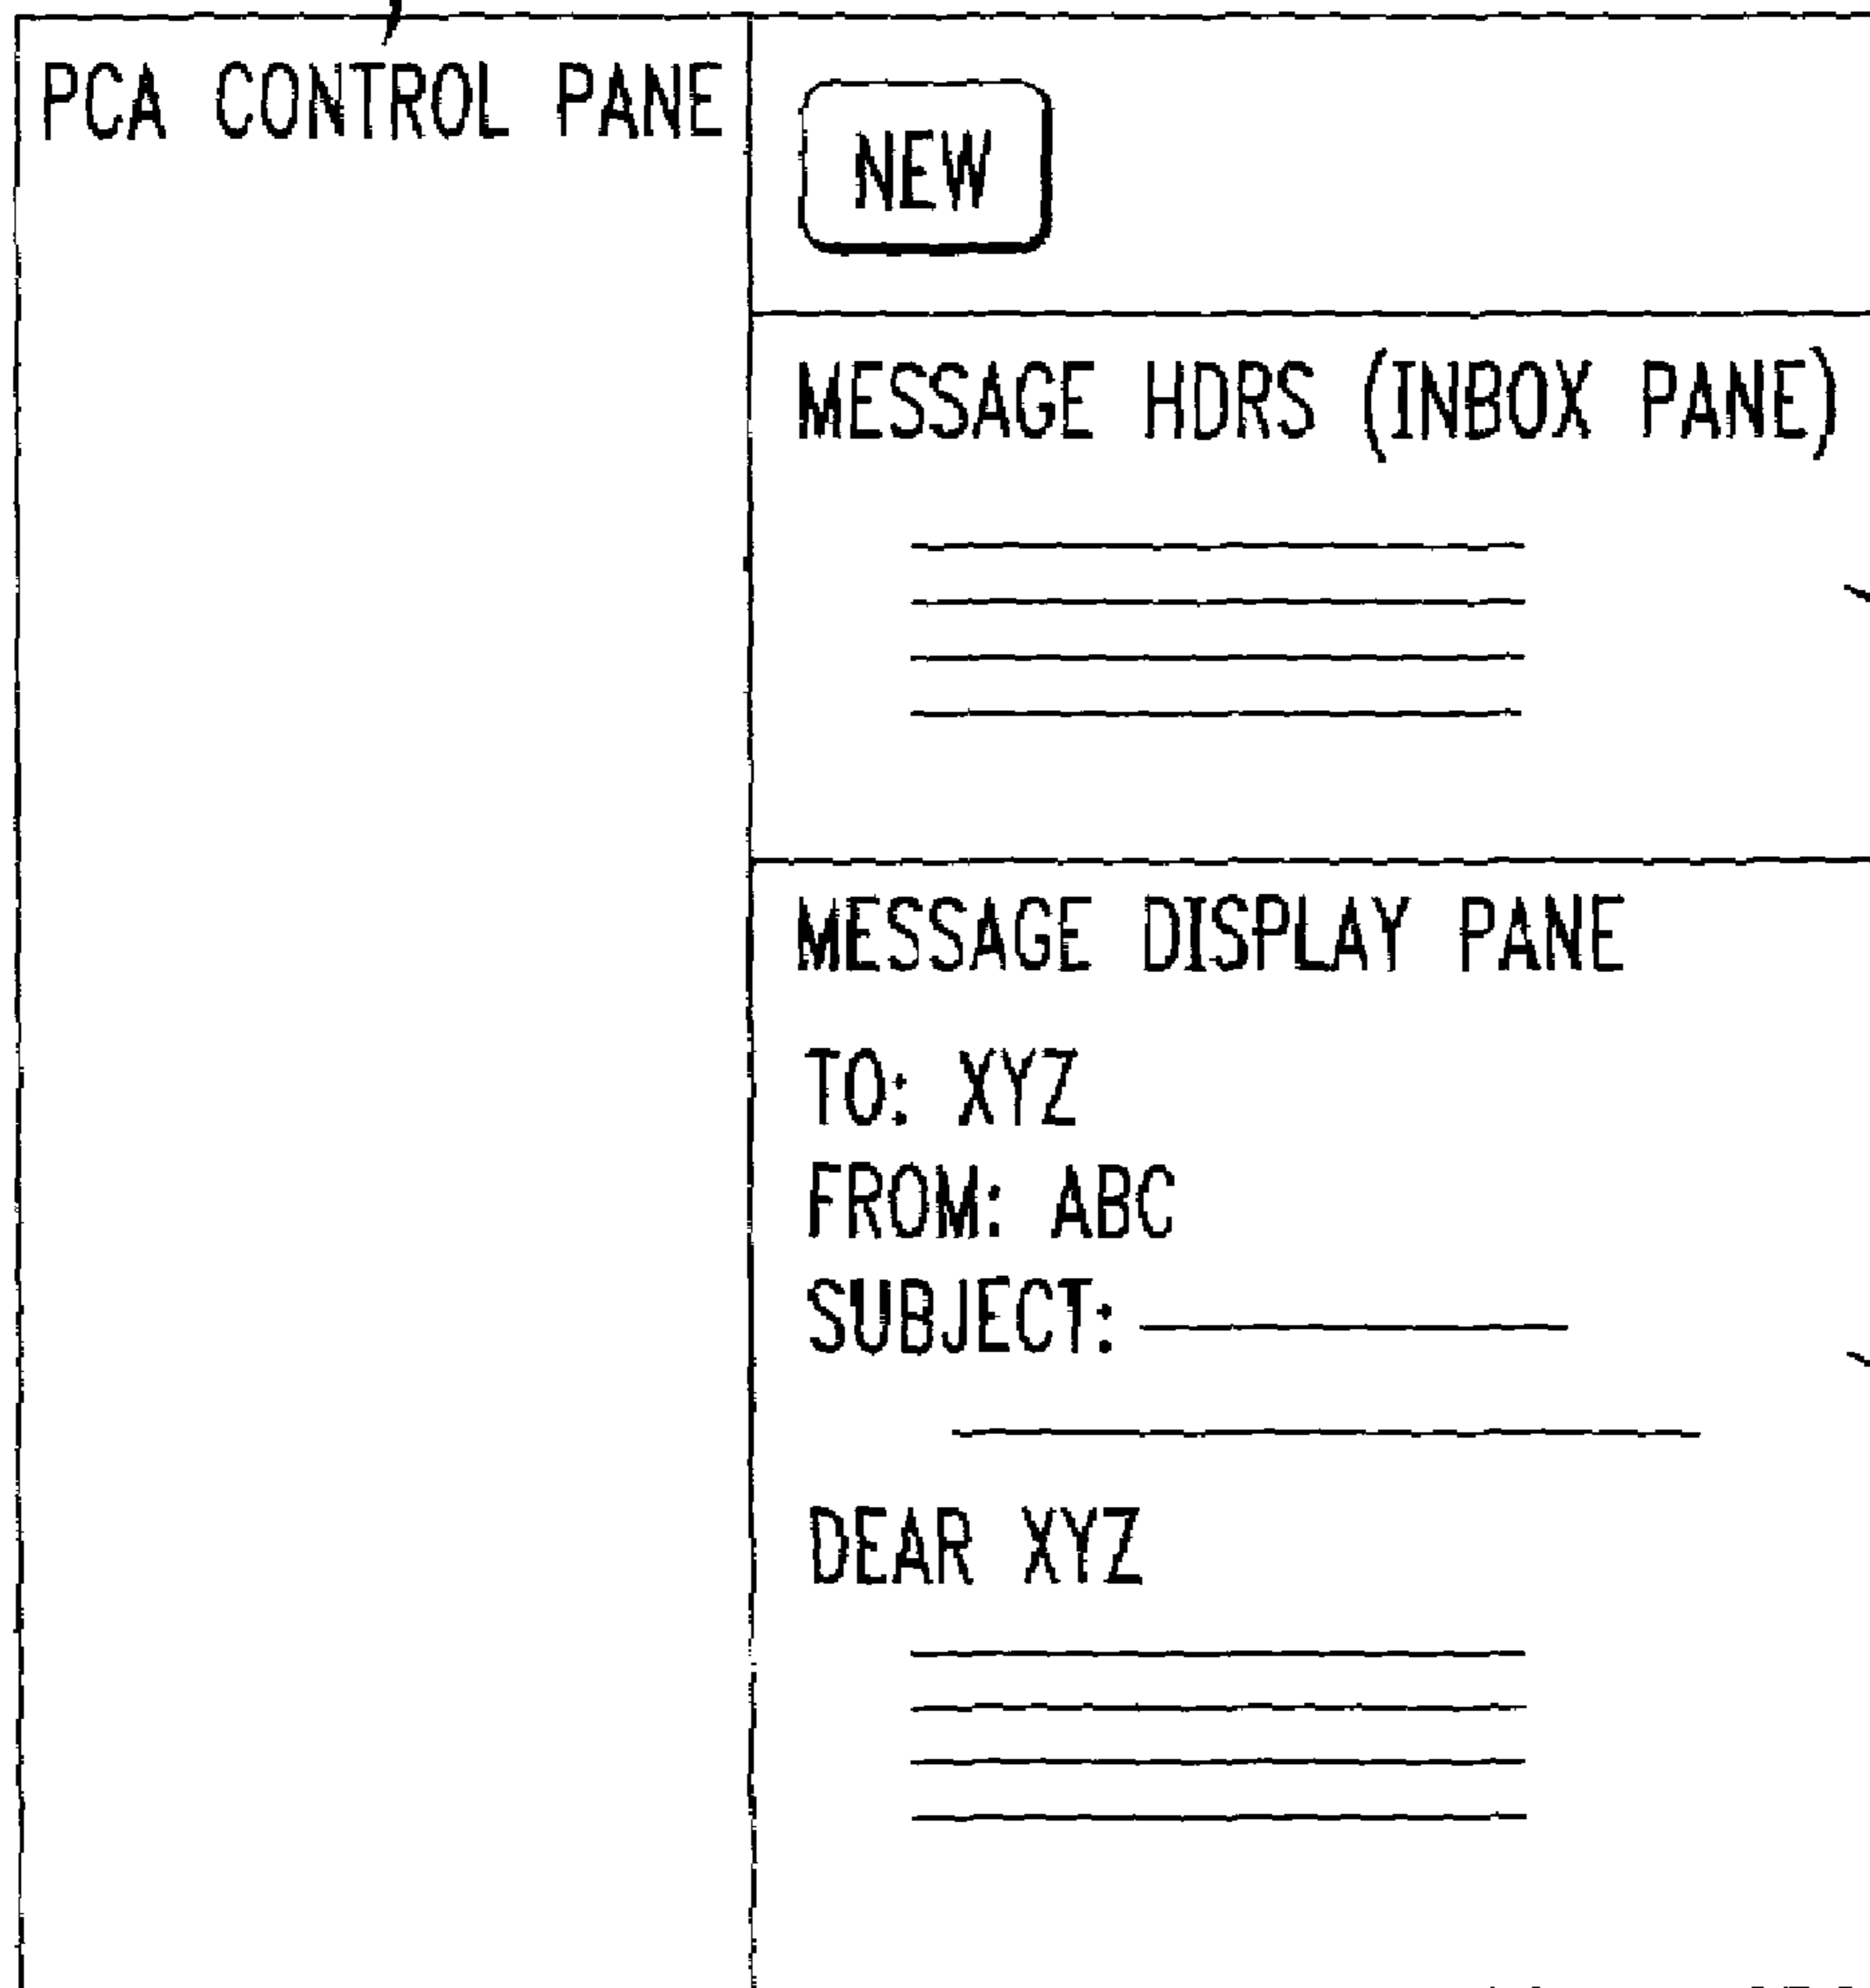 PCA CONTROL PANE
NEW
MESSAGE HDRS (INBOX PANE)
MESSAGE DISPLAY PANE
TO: XYZ
FROM: ABC
SUBJECT:
DEAR XYZ